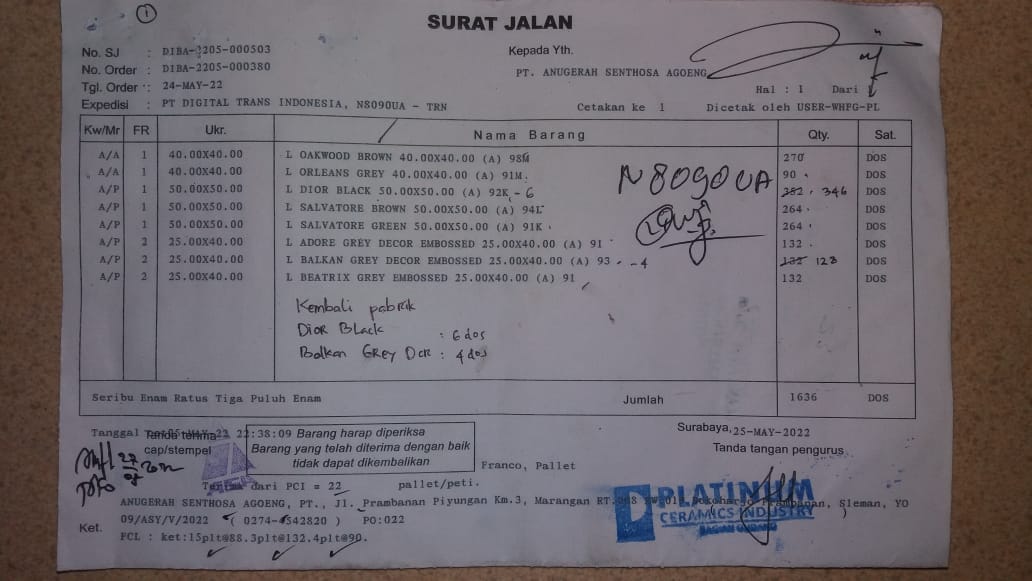 1
SURAT JALAN
No. SJ : DIBA-2205-000503
No. Order : DIBA-2205-000380
Tgl. Order : 24-MAY-22
Expedisi : PT DIGITAL TRANS INDONESIA, N8090UA - TRN
Kepada Yth.
PT. ANUGERAH SENTHOSA AGOENG
Hal : 1 Dari 1
Cetakan ke 1 Dicetak oleh USER-WHFG-PL
Kw/Mr FR Ukr. Nama Barang Qty. Sat.
A/A 1 40.00X40.00 L OAKWOOD BROWN 40.00X40.00 (A) 98M 270 DOS
A/A 1 40.00X40.00 L ORLEANS GREY 40.00X40.00 (A) 91M 90 DOS
A/P 1 50.00X50.00 L DIOR BLACK 50.00X50.00 (A) 92K -6 352 346 DOS
A/P 1 50.00X50.00 L SALVATORE BROWN 50.00X50.00 (A) 94L 264 DOS
A/P 1 50.00X50.00 L SALVATORE GREEN 50.00X50.00 (A) 91K 264 DOS
A/P 2 25.00X40.00 L ADORE GREY DECOR EMBOSSED 25.00X40.00 (A) 91 132 DOS
A/P 2 25.00X40.00 L BALKAN GREY DECOR EMBOSSED 25.00X40.00 (A) 93 -4 132 128 DOS
A/P 2 25.00X40.00 L BEATRIX GREY EMBOSSED 25.00X40.00 (A) 91 132 DOS
N8090UA
Kembali pabrik
Dior Black : 6 dos
Balkan Grey Dcr : 4 dos
Seribu Enam Ratus Tiga Puluh Enam Jumlah 1636 DOS
Tanggal 22:38:09
Tanda terima
cap/stempel
Barang harap diperiksa
Barang yang telah diterima dengan baik
tidak dapat dikembalikan
Surabaya, 25-MAY-2022
Tanda tangan pengurus
Franco, Pallet
Terima dari PCI = 22 pallet/peti.
ANUGERAH SENTHOSA AGOENG, PT., Jl. Prambanan Piyungan Km.3, Marangan RT. Prambanan, Sleman, YO
Ket. 09/ASY/V/2022 ( 0274-4542820 ) PO:022 )
PCL : ket:15plt@88.3plt@132.4plt@90.
PLATINUM
CERAMICS INDUSTRY
BAGIAN GUDANG